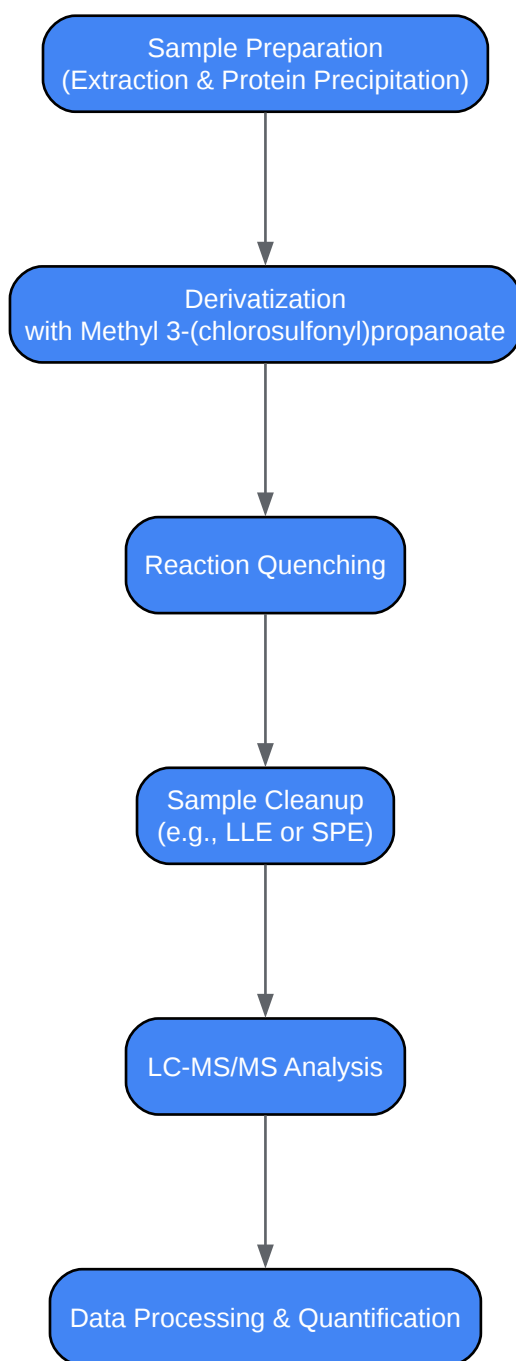 Sample Preparation
(Extraction & Protein Precipitation)
Derivatization
with Methyl 3-(chlorosulfonyl)propanoate
Reaction Quenching
Sample Cleanup
(e.g., LLE or SPE)
LC-MS/MS Analysis
Data Processing & Quantification